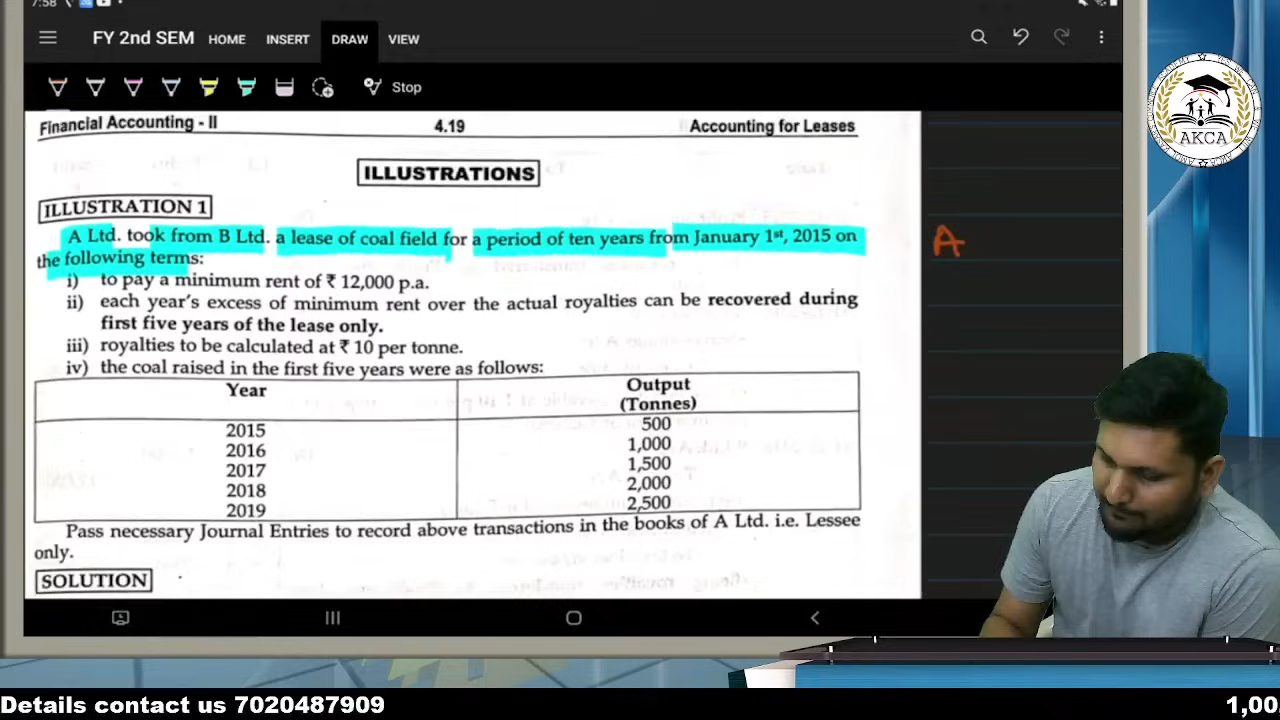 7:58
FY 2nd SEM HOME INSERT DRAW VIEW
Stop
Financial Accounting - II 4.19 Accounting for Leases
ILLUSTRATIONS
ILLUSTRATION 1
A Ltd. took from B Ltd. a lease of coal field for a period of ten years from January 1st, 2015 on
the following terms:
i) to pay a minimum rent of ₹ 12,000 p.a.
ii) each year's excess of minimum rent over the actual royalties can be recovered during
first five years of the lease only.
iii) royalties to be calculated at ₹ 10 per tonne.
iv) the coal raised in the first five years were as follows:
Year Output
(Tonnes)
2015 500
2016 1,000
2017 1,500
2018 2,000
2019 2,500
Pass necessary Journal Entries to record above transactions in the books of A Ltd. i.e. Lessee
only.
SOLUTION
A
AKCA
Details contact us 7020487909 1,00